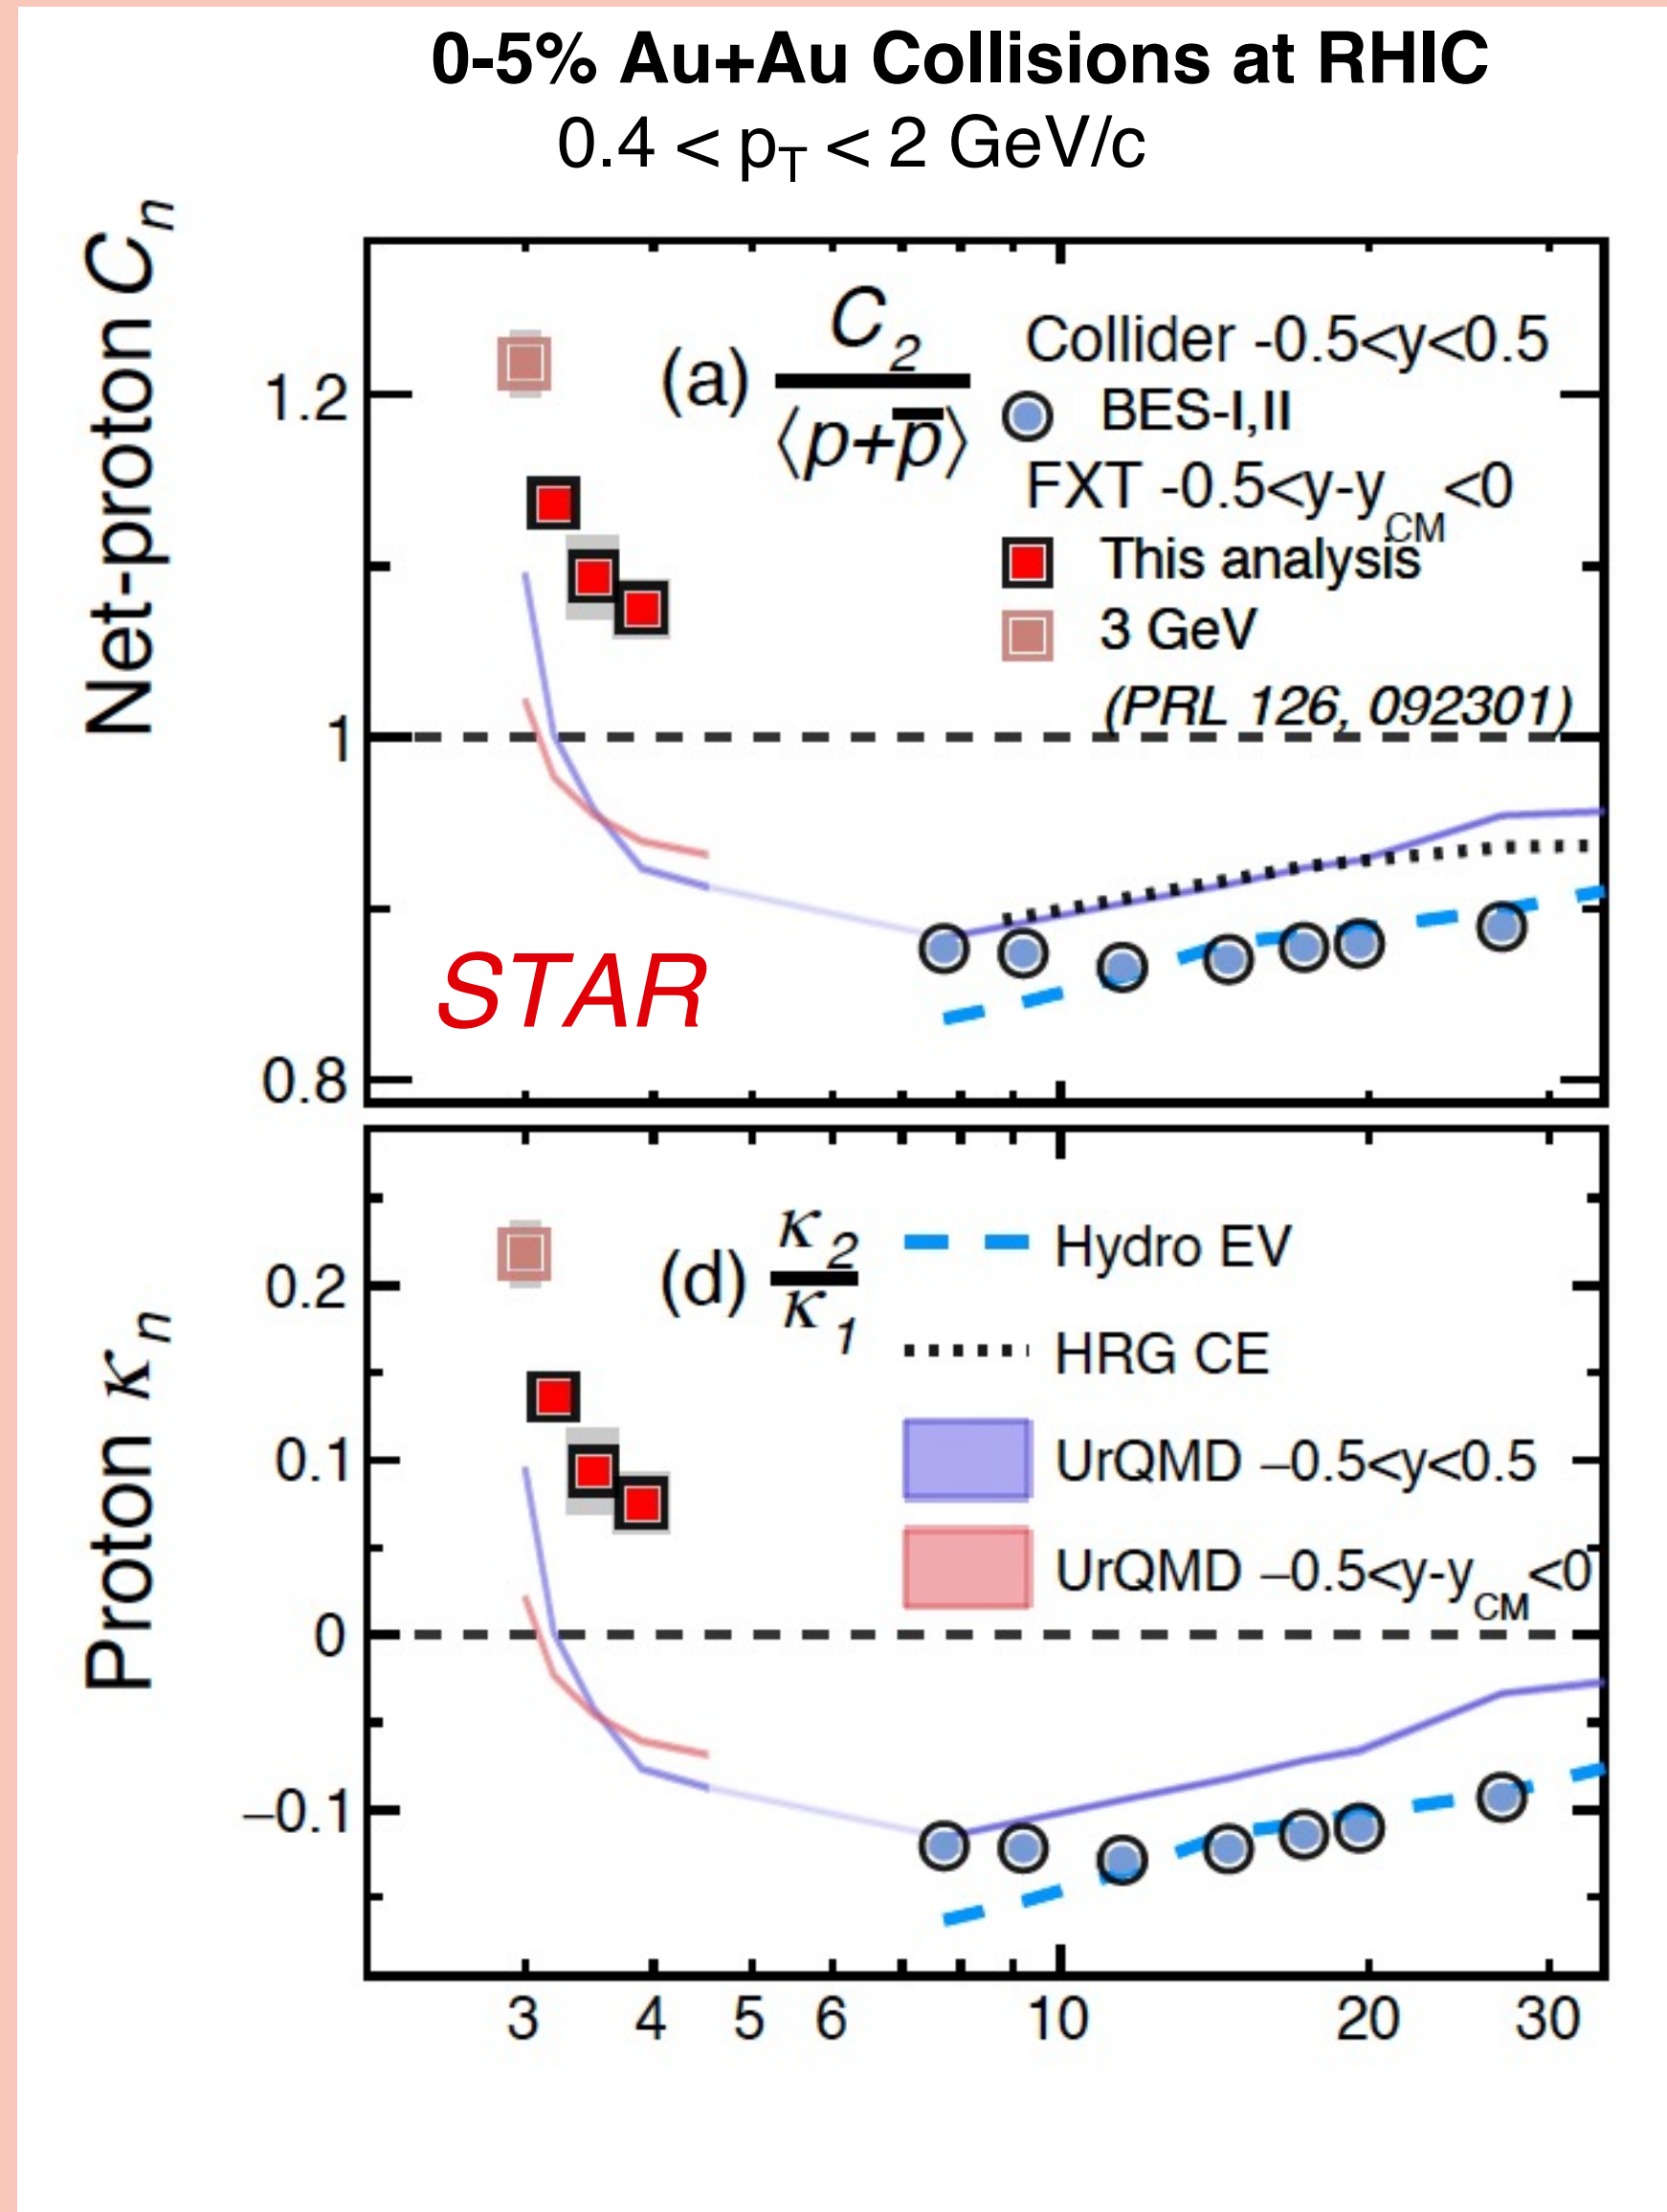 0-5% Au+Au Collisions at RHIC
0.4 < pT < 2 GeV/c
Net-proton Cn
1.2
1
0.8
(a) C2
⟨p+p̅⟩
Collider -0.5<y<0.5
BES-I,II
FXT -0.5<y-yCM<0
This analysis
3 GeV
(PRL 126, 092301)
STAR
Proton κn
0.2
0.1
0
−0.1
(d) κ2
κ1
Hydro EV
HRG CE
UrQMD −0.5<y<0.5
UrQMD −0.5<y-yCM<0
3 4 5 6 10 20 30